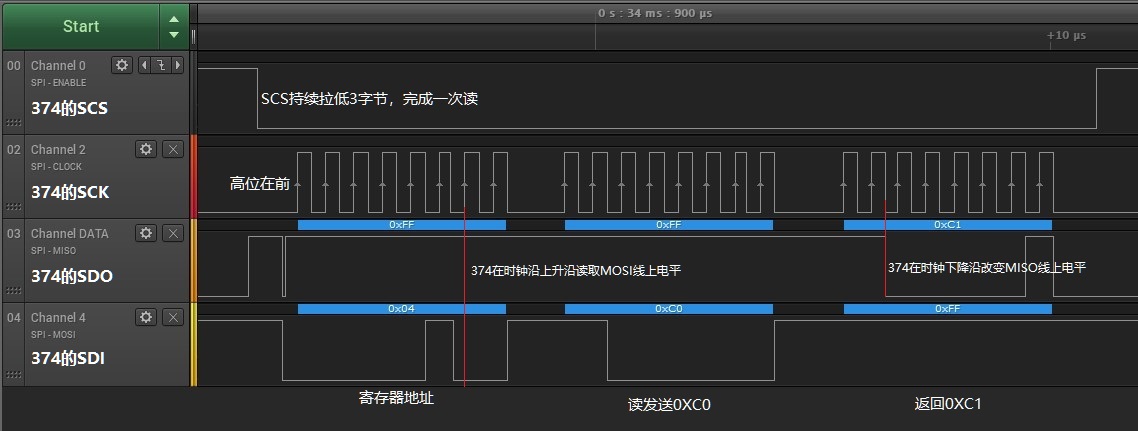 Start
0 s : 34 ms : 900 µs
+10 µs
00
Channel 0
SPI - ENABLE
374的SCS
SCS持续拉低3字节，完成一次读
02
Channel 2
SPI - CLOCK
374的SCK
高位在前
03
Channel DATA
SPI - MISO
374的SDO
0xFF
0xFF
0xC1
374在时钟沿上升沿读取MOSI线上电平
374在时钟下降沿改变MISO线上电平
04
Channel 4
SPI - MOSI
374的SDI
0x04
0xC0
0xFF
寄存器地址
读发送0XC0
返回0XC1